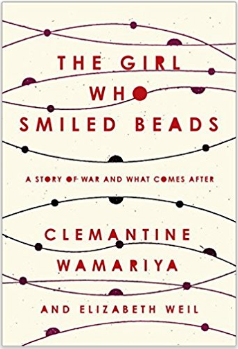 THE GIRL
WHO
SMILED BEADS
A STORY OF WAR AND WHAT COMES AFTER
CLEMANTINE
WAMARIYA
AND ELIZABETH WEIL